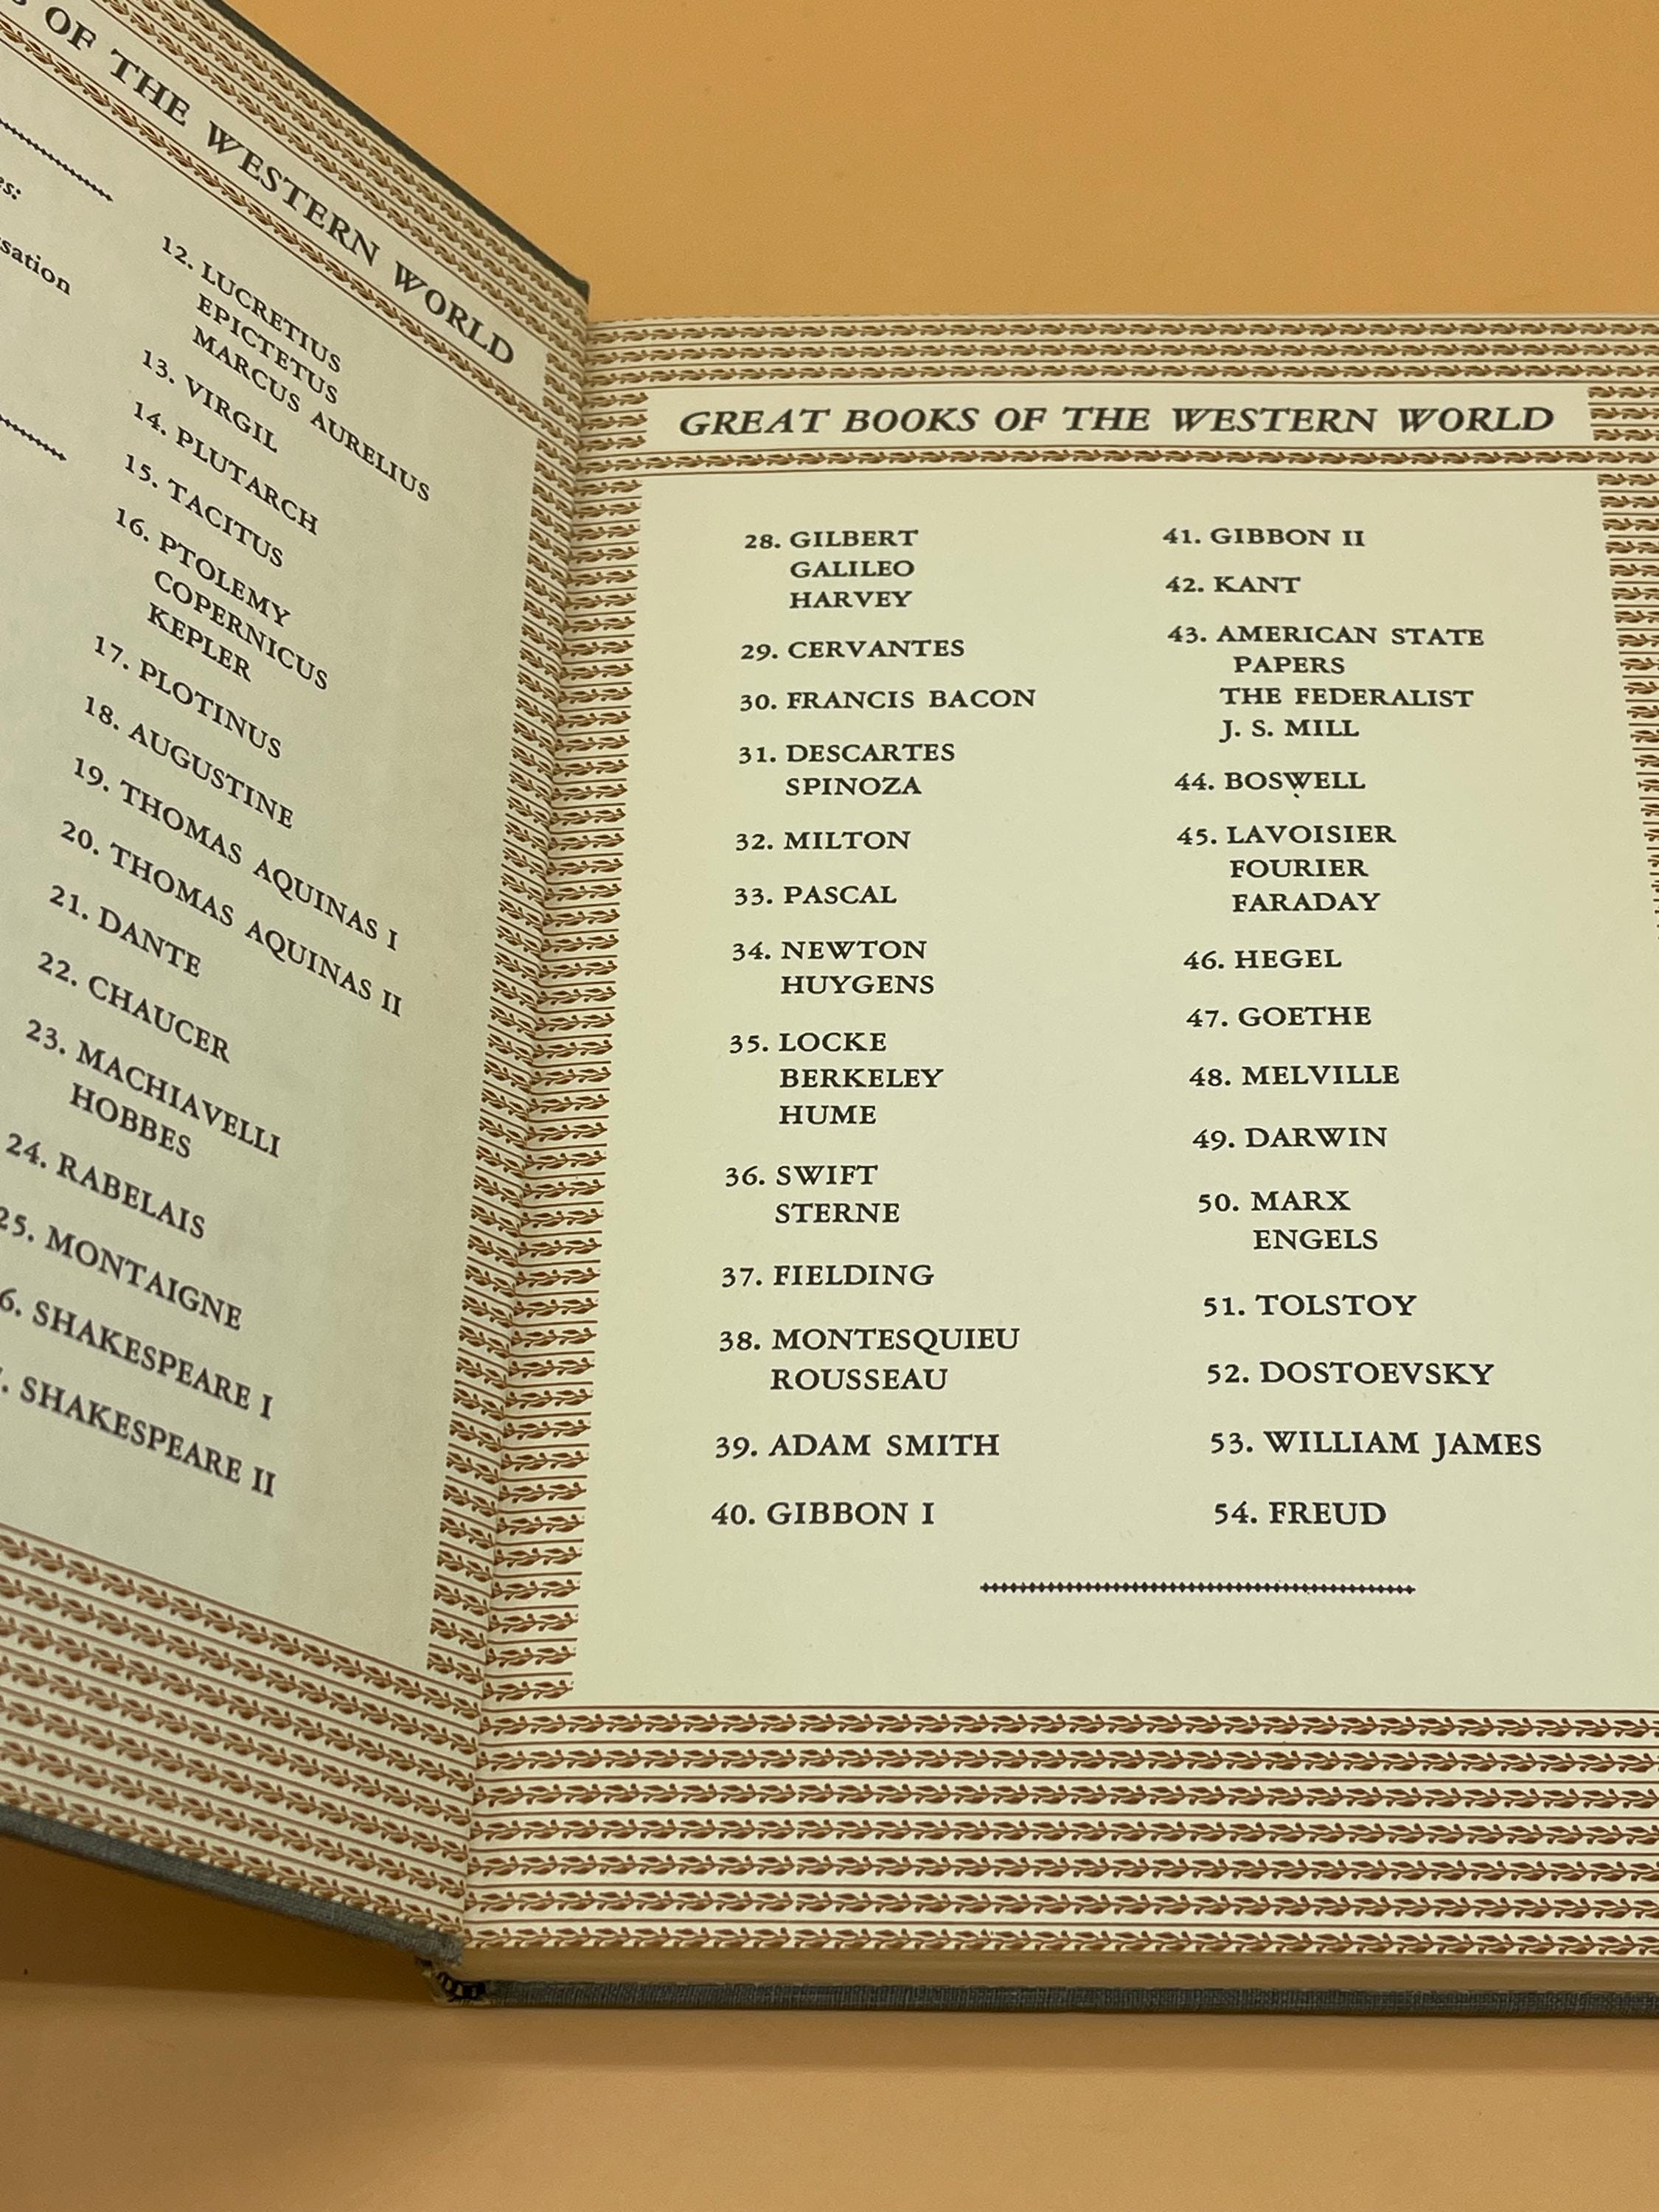 OF THE WESTERN WORLD
12. LUCRETIUS
EPICTETUS
MARCUS AURELIUS
13. VIRGIL
14. PLUTARCH
15. TACITUS
16. PTOLEMY
COPERNICUS
KEPLER
17. PLOTINUS
18. AUGUSTINE
19. THOMAS AQUINAS I
20. THOMAS AQUINAS II
21. DANTE
22. CHAUCER
23. MACHIAVELLI
HOBBES
24. RABELAIS
25. MONTAIGNE
6. SHAKESPEARE I
. SHAKESPEARE II
GREAT BOOKS OF THE WESTERN WORLD
28. GILBERT
GALILEO
HARVEY
29. CERVANTES
30. FRANCIS BACON
31. DESCARTES
SPINOZA
32. MILTON
33. PASCAL
34. NEWTON
HUYGENS
35. LOCKE
BERKELEY
HUME
36. SWIFT
STERNE
37. FIELDING
38. MONTESQUIEU
ROUSSEAU
39. ADAM SMITH
40. GIBBON I
41. GIBBON II
42. KANT
43. AMERICAN STATE
PAPERS
THE FEDERALIST
J. S. MILL
44. BOSWELL
45. LAVOISIER
FOURIER
FARADAY
46. HEGEL
47. GOETHE
48. MELVILLE
49. DARWIN
50. MARX
ENGELS
51. TOLSTOY
52. DOSTOEVSKY
53. WILLIAM JAMES
54. FREUD